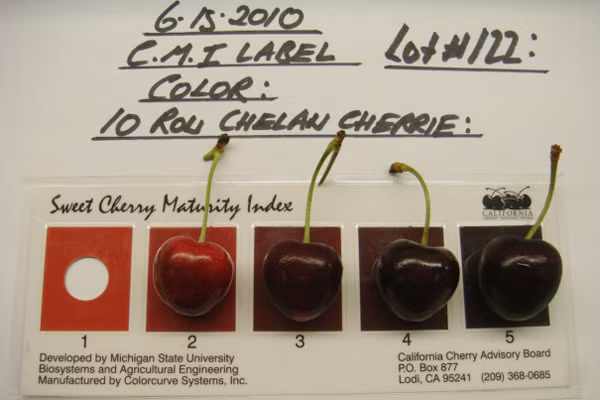 6-15-2010
C.M.I LABEL
LOT#122:
COLOR:
10 ROW CHELAN CHERRIE:
Sweet Cherry Maturity Index
CALIFORNIA
1 2 3 4 5
Developed by Michigan State University
Biosystems and Agricultural Engineering
Manufactured by Colorcurve Systems, Inc.
California Cherry Advisory Board
P.O. Box 877
Lodi, CA 95241 (209) 368-0685